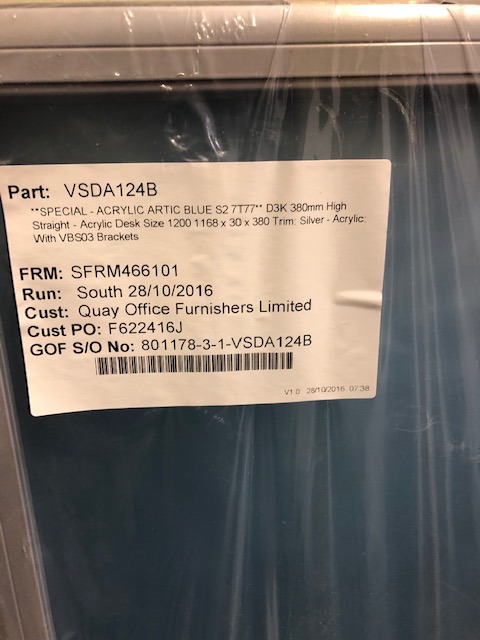 Part: VSDA124B
**SPECIAL - ACRYLIC ARTIC BLUE S2 7T77** D3K 380mm High
Straight - Acrylic Desk Size 1200 1168 x 30 x 380 Trim: Silver - Acrylic:
With VBS03 Brackets
FRM: SFRM466101
Run: South 28/10/2016
Cust: Quay Office Furnishers Limited
Cust PO: F622416J
GOF S/O No: 801178-3-1-VSDA124B
V1.0 28/10/2016 07:38